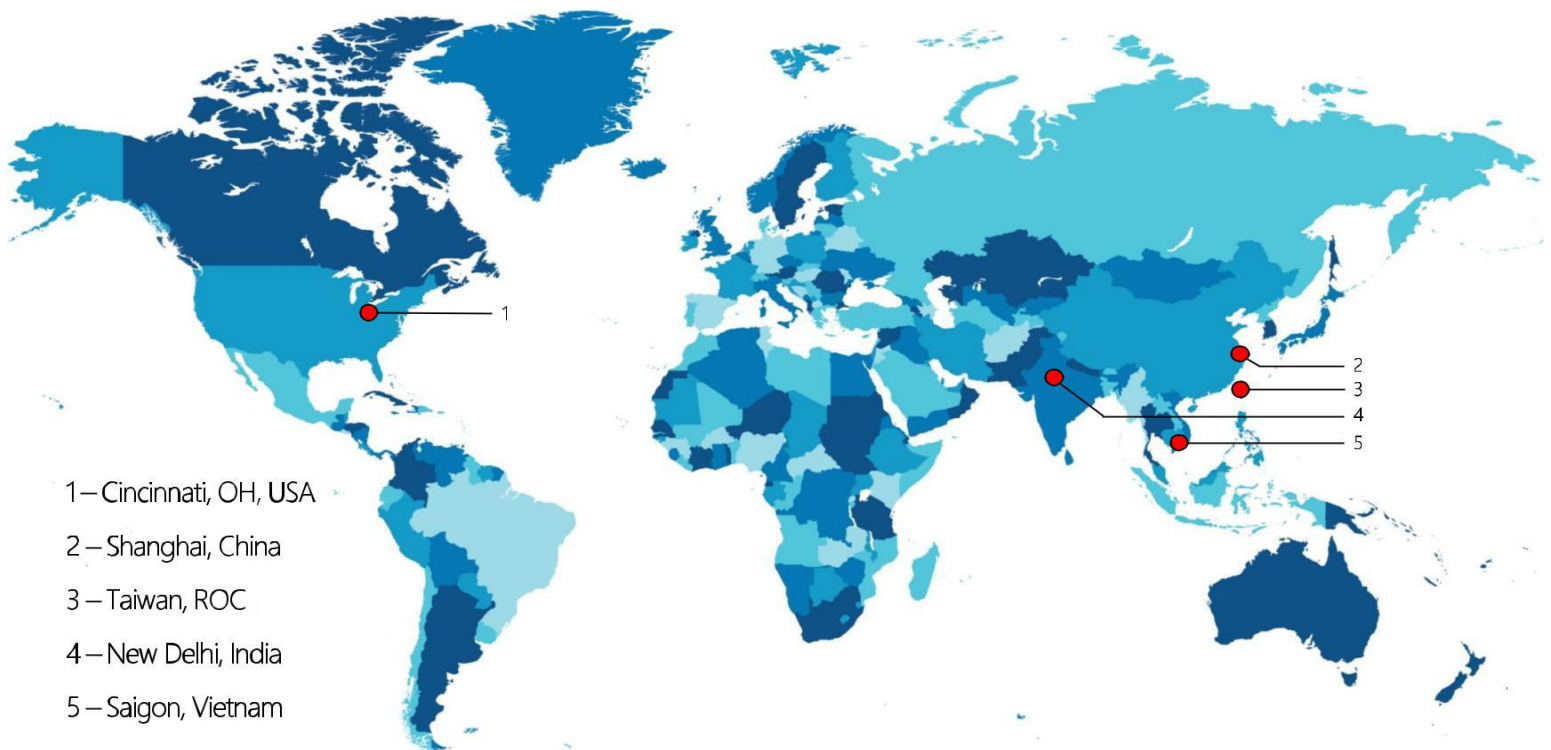 1
2
3
4
5
1– Cincinnati, OH, USA
2 – Shanghai, China
3 – Taiwan, ROC
4 – New Delhi, India
5 – Saigon, Vietnam